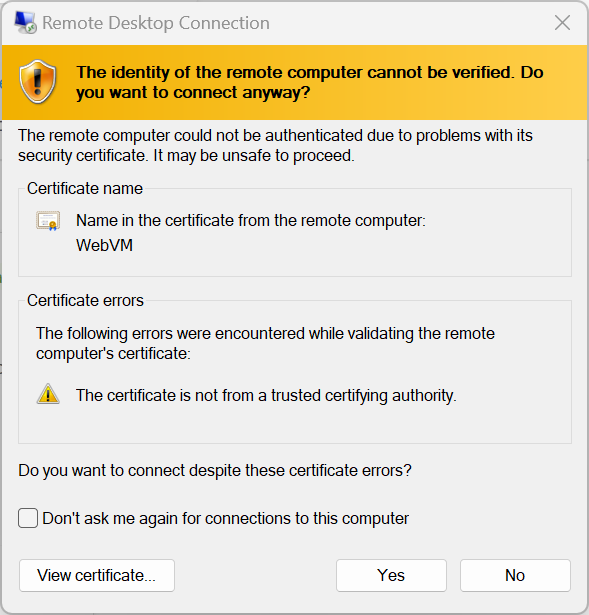 Remote Desktop Connection
The identity of the remote computer cannot be verified. Do
you want to connect anyway?
The remote computer could not be authenticated due to problems with its
security certificate. It may be unsafe to proceed.
Certificate name
Name in the certificate from the remote computer:
WebVM
Certificate errors
The following errors were encountered while validating the remote
computer's certificate:
The certificate is not from a trusted certifying authority.
Do you want to connect despite these certificate errors?
Don't ask me again for connections to this computer
View certificate...
Yes
No